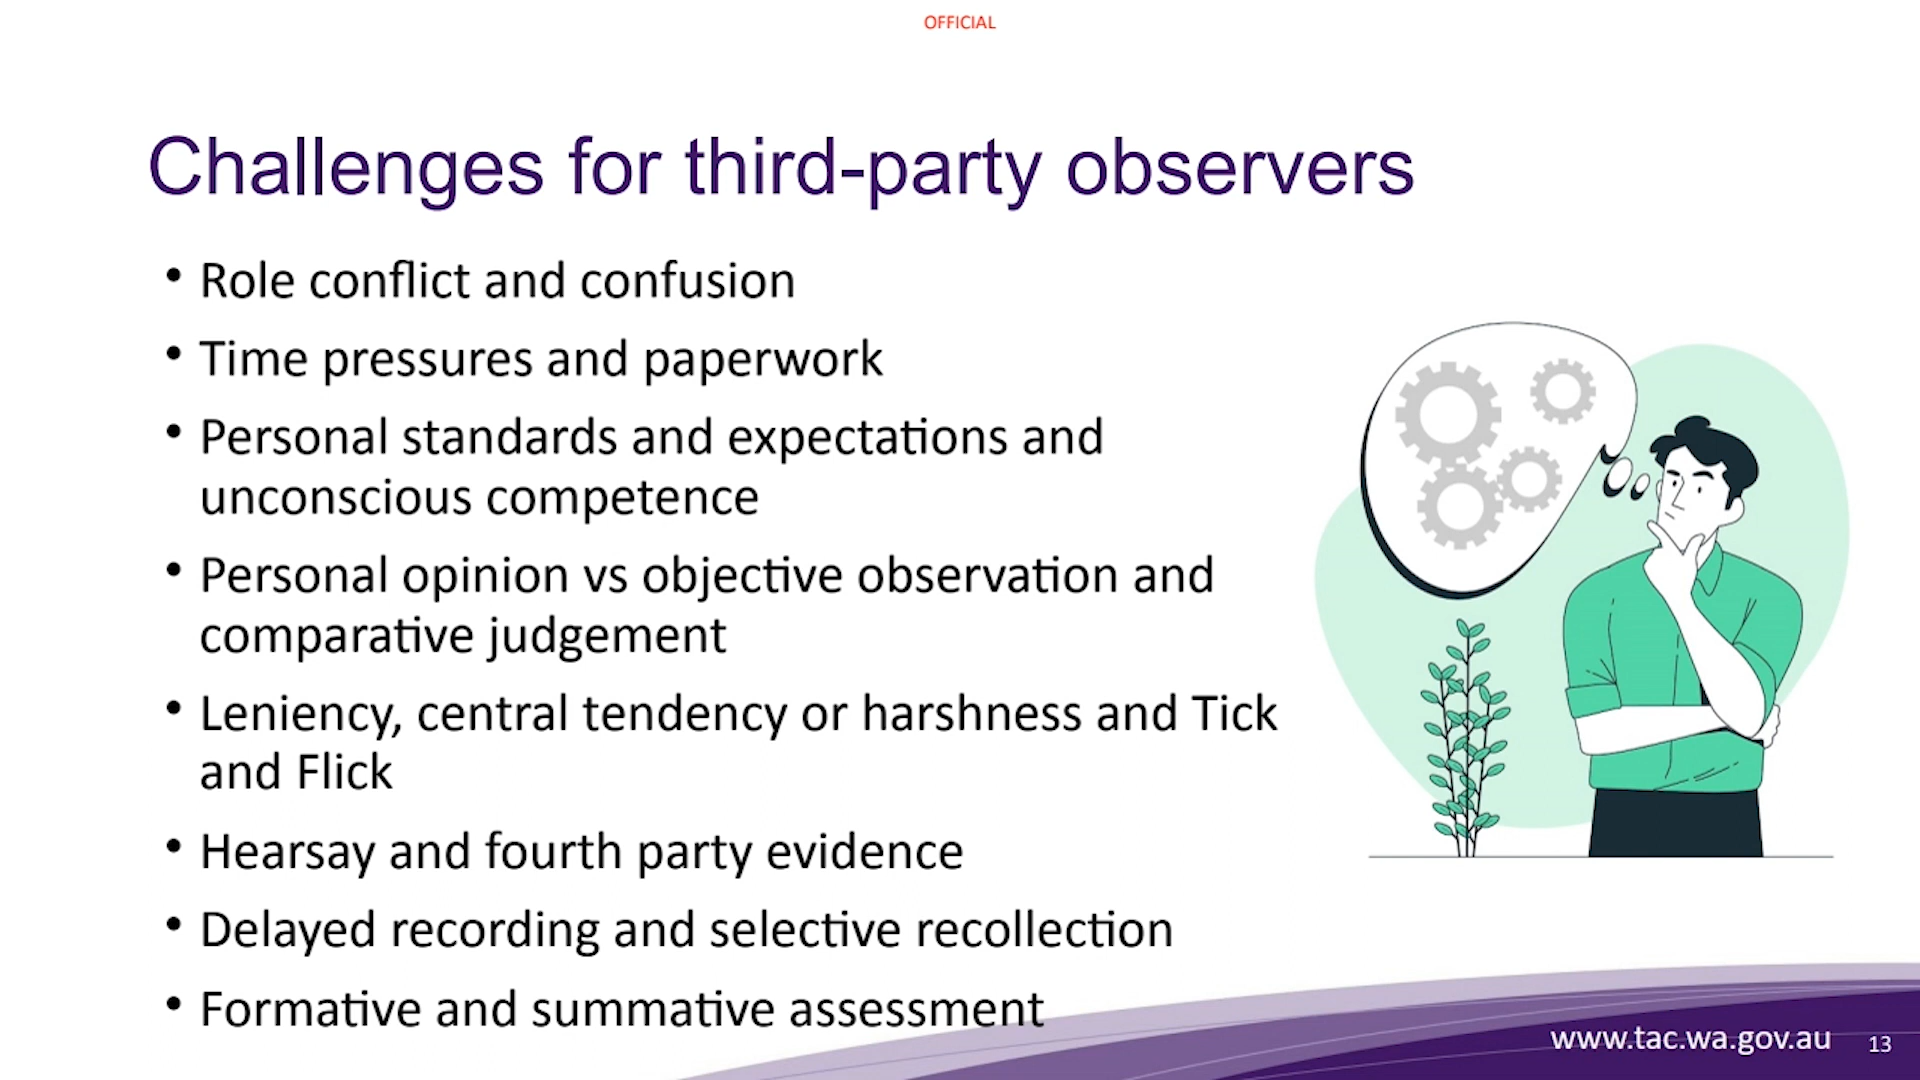 OFFICIAL
Challenges for third-party observers
• Role conflict and confusion
• Time pressures and paperwork
• Personal standards and expectations and
unconscious competence
• Personal opinion vs objective observation and
comparative judgement
• Leniency, central tendency or harshness and Tick
and Flick
• Hearsay and fourth party evidence
• Delayed recording and selective recollection
• Formative and summative assessment
www.tac.wa.gov.au 13